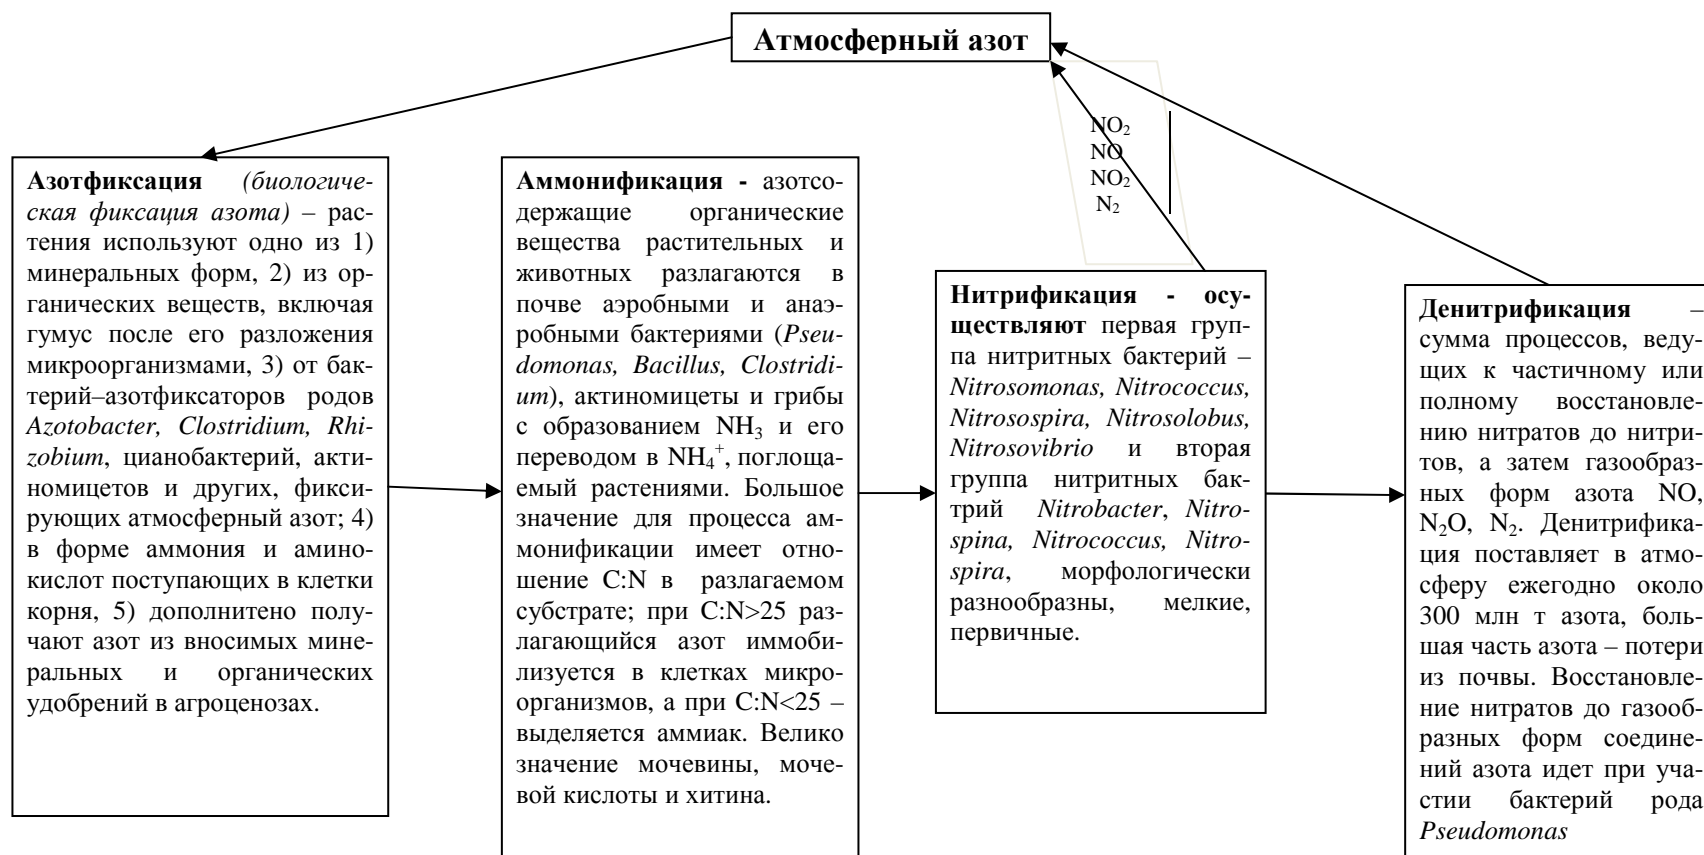 Атмосферный азот
NO₂
NO
NO₂
N₂
Азотфиксация (биологиче-
ская фиксация азота) – рас-
тения используют одно из 1)
минеральных форм, 2) из ор-
ганических веществ, включая
гумус после его разложения
микроорганизмами, 3) от бак-
терий–азотфиксаторов родов
Azotobacter, Clostridium, Rhi-
zobium, цианобактерий, акти-
номицетов и других, фикси-
рующих атмосферный азот; 4)
в форме аммония и амино-
кислот поступающих в клетки
корня, 5) дополнитено полу-
чают азот из вносимых мине-
ральных и органических
удобрений в агроценозах.
Аммонификация - азотсо-
держащие органические
вещества растительных и
животных разлагаются в
почве аэробными и анаэ-
робными бактериями (Pseu-
domonas, Bacillus, Clostridi-
um), актиномицеты и грибы
с образованием NH₃ и его
переводом в NH₄⁺, поглоща-
емый растениями. Большое
значение для процесса ам-
монификации имеет отно-
шение C:N в разлагаемом
субстрате; при C:N>25 раз-
лагающийся азот иммоби-
лизуется в клетках микро-
организмов, а при C:N<25 –
выделяется аммиак. Велико
значение мочевины, моче-
вой кислоты и хитина.
Нитрификация - осу-
ществляют первая груп-
па нитритных бактерий –
Nitrosomonas, Nitrococcus,
Nitrosospira, Nitrosolobus,
Nitrosovibrio и вторая
группа нитритных бак-
трий Nitrobacter, Nitro-
spina, Nitrococcus, Nitro-
spira, морфологически
разнообразны, мелкие,
первичные.
Денитрификация –
сумма процессов, веду-
щих к частичному или
полному восстановле-
нию нитратов до нитри-
тов, а затем газообраз-
ных форм азота NO,
N₂O, N₂. Денитрифика-
ция поставляет в атмо-
сферу ежегодно около
300 млн т азота, боль-
шая часть азота – потери
из почвы. Восстановле-
ние нитратов до газооб-
разных форм соедине-
ний азота идет при уча-
стии бактерий рода
Pseudomonas